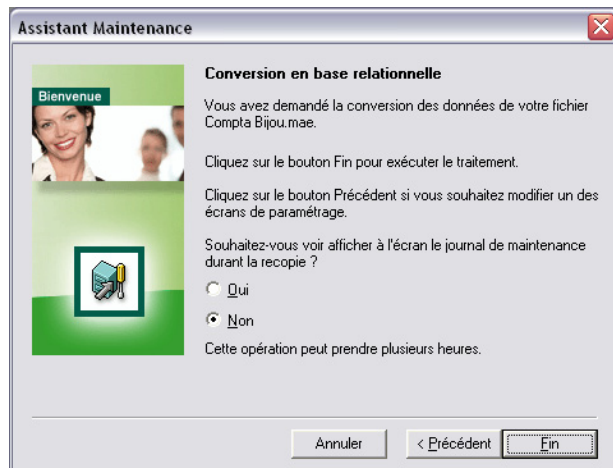 Assistant Maintenance
Bienvenue
Conversion en base relationnelle
Vous avez demandé la conversion des données de votre fichier
Compta Bijou.mae.
Cliquez sur le bouton Fin pour exécuter le traitement.
Cliquez sur le bouton Précédent si vous souhaitez modifier un des
écrans de paramétrage.
Souhaitez-vous voir afficher à l'écran le journal de maintenance
durant la recopie ?
Oui
Non
Cette opération peut prendre plusieurs heures.
Annuler
< Précédent
Fin